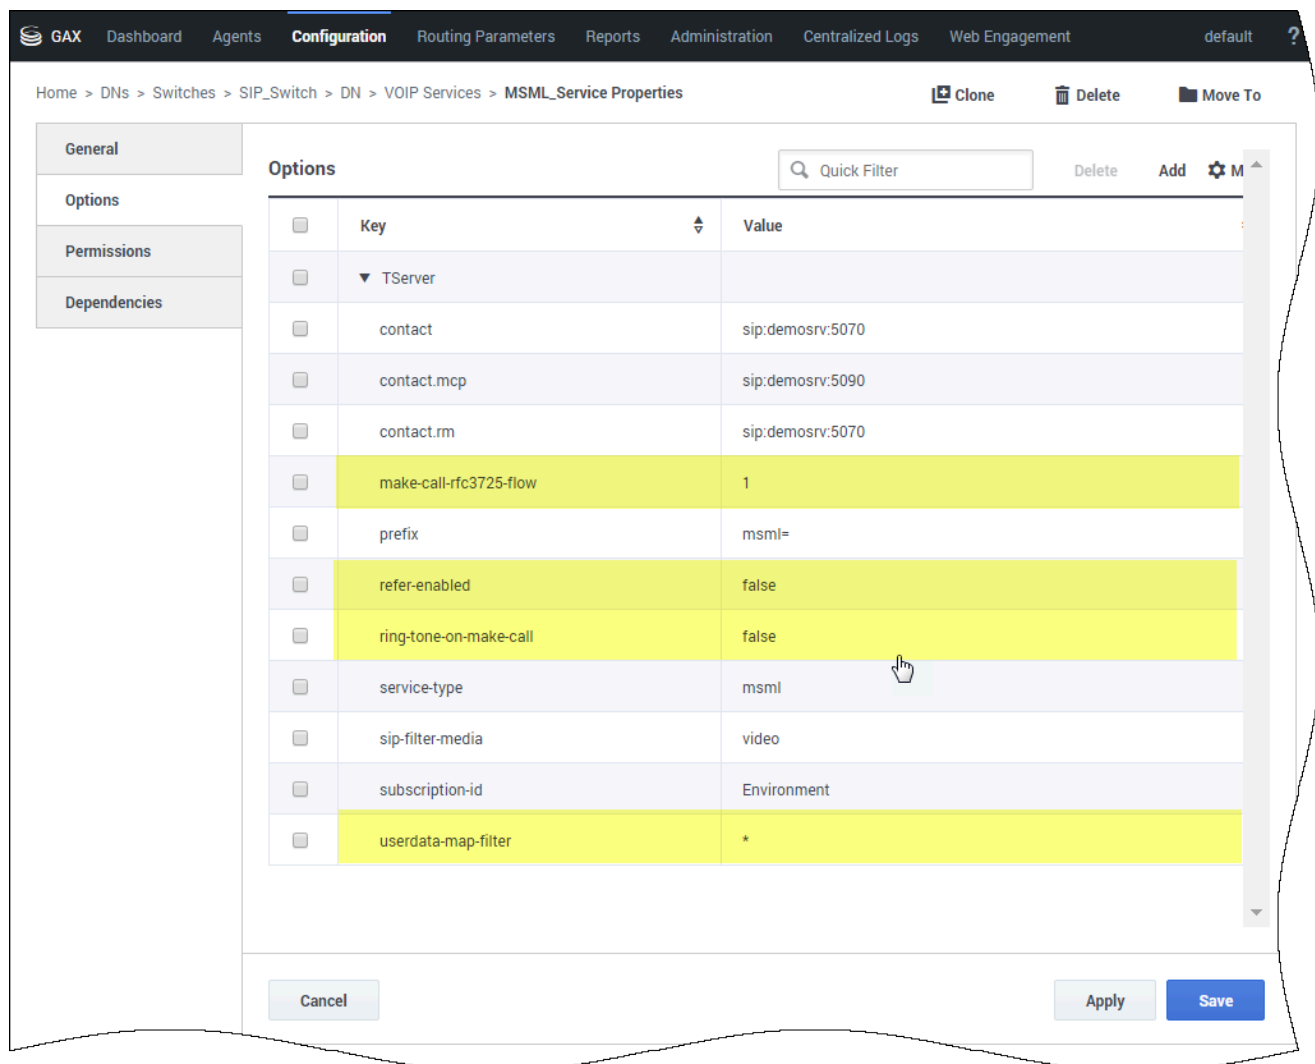 GAX Dashboard Agents Configuration Routing Parameters Reports Administration Centralized Logs Web Engagement default ?
Home > DNs > Switches > SIP_Switch > DN > VOIP Services > MSML_Service Properties Clone Delete Move To
General
Options
Permissions
Dependencies
Options Quick Filter Delete Add M
Key Value
TServer
contact sip:demosrv:5070
contact.mcp sip:demosrv:5090
contact.rm sip:demosrv:5070
make-call-rfc3725-flow 1
prefix msml=
refer-enabled false
ring-tone-on-make-call false
service-type msml
sip-filter-media video
subscription-id Environment
userdata-map-filter *
Cancel Apply Save